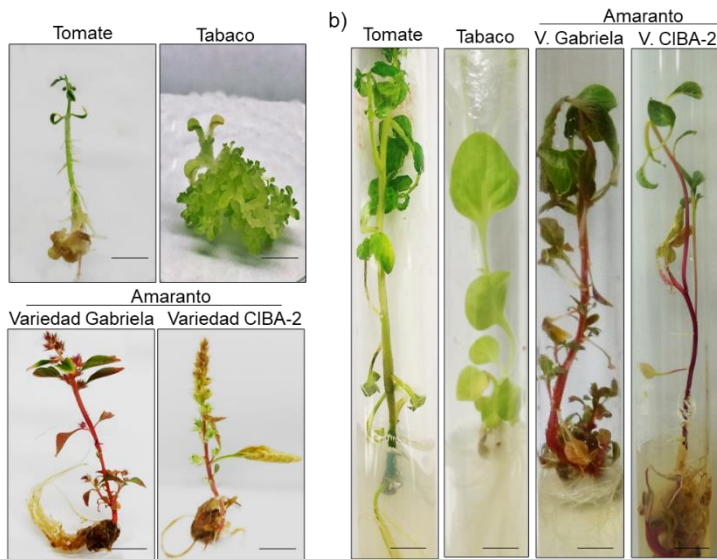 Tomate
Tabaco
Amaranto
Variedad Gabriela
Variedad CIBA-2
b)
Tomate
Tabaco
Amaranto
V. Gabriela
V. CIBA-2